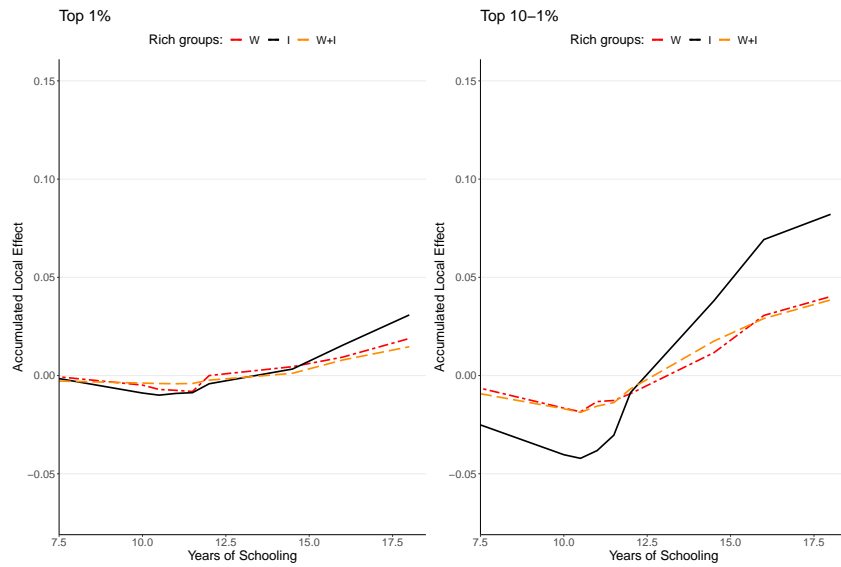 Top 1%
Rich groups: W I W+I
0.15
0.10
0.05
0.00
−0.05
Accumulated Local Effect
7.5 10.0 12.5 15.0 17.5
Years of Schooling
Top 10−1%
Rich groups: W I W+I
0.15
0.10
0.05
0.00
−0.05
Accumulated Local Effect
7.5 10.0 12.5 15.0 17.5
Years of Schooling